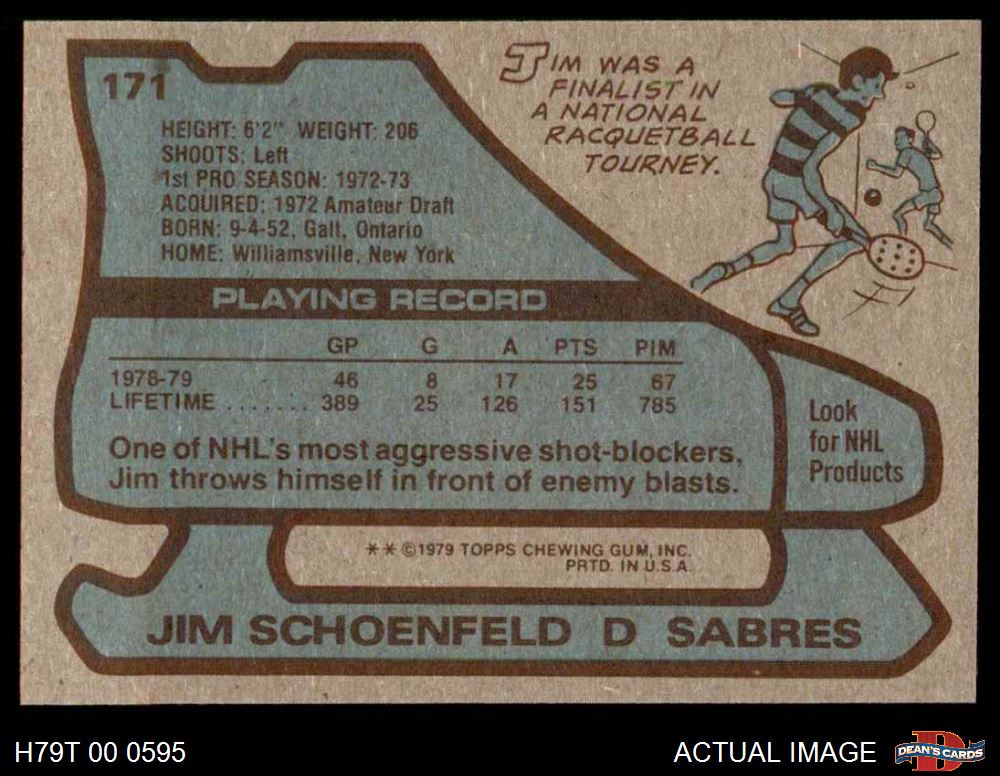 171
HEIGHT: 6'2" WEIGHT: 206
SHOOTS: Left
1st PRO SEASON: 1972-73
ACQUIRED: 1972 Amateur Draft
BORN: 9-4-52, Galt, Ontario
HOME: Williamsville, New York
JIM WAS A
FINALIST IN
A NATIONAL
RACQUETBALL
TOURNEY.
PLAYING RECORD
GP G A PTS PIM
1978-79 46 8 17 25 67
LIFETIME ....... 389 25 126 151 785
One of NHL's most aggressive shot-blockers,
Jim throws himself in front of enemy blasts.
Look
for NHL
Products
** ©1979 TOPPS CHEWING GUM, INC.
PRTD. IN U.S.A.
JIM SCHOENFELD D SABRES
H79T 00 0595
ACTUAL IMAGE
DEAN'S CARDS